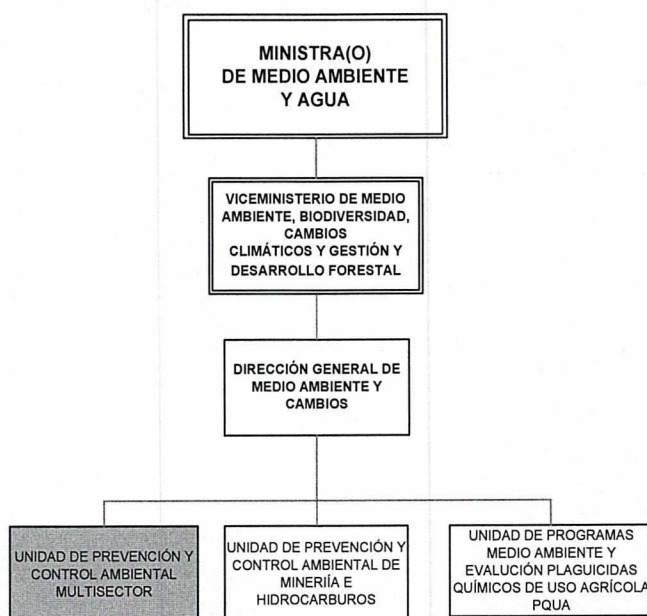 MINISTRA(O)
DE MEDIO AMBIENTE
Y AGUA
VICEMINISTERIO DE MEDIO
AMBIENTE, BIODIVERSIDAD,
CAMBIOS
CLIMÁTICOS Y GESTIÓN Y
DESARROLLO FORESTAL
DIRECCIÓN GENERAL DE
MEDIO AMBIENTE Y
CAMBIOS
UNIDAD DE PREVENCIÓN Y
CONTROL AMBIENTAL
MULTISECTOR
UNIDAD DE PREVENCIÓN Y
CONTROL AMBIENTAL DE
MINERIÍA E
HIDROCARBUROS
UNIDAD DE PROGRAMAS
MEDIO AMBIENTE Y
EVALUCIÓN PLAGUICIDAS
QUÍMICOS DE USO AGRÍCOLA
PQUA